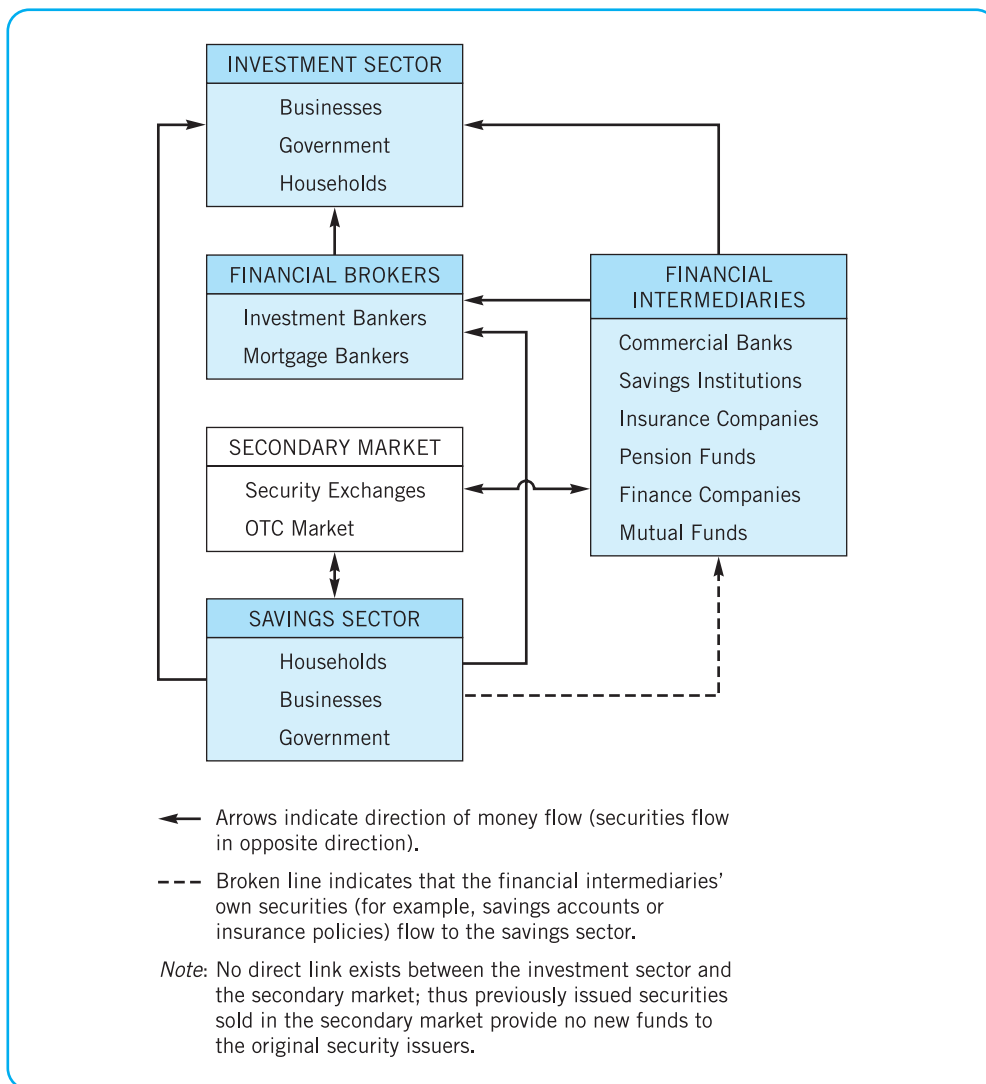 INVESTMENT SECTOR
Businesses
Government
Households
FINANCIAL BROKERS
Investment Bankers
Mortgage Bankers
FINANCIAL
INTERMEDIARIES
Commercial Banks
Savings Institutions
Insurance Companies
Pension Funds
Finance Companies
Mutual Funds
SECONDARY MARKET
Security Exchanges
OTC Market
SAVINGS SECTOR
Households
Businesses
Government
Arrows indicate direction of money flow (securities flow
in opposite direction).
Broken line indicates that the financial intermediaries’
own securities (for example, savings accounts or
insurance policies) flow to the savings sector.
Note: No direct link exists between the investment sector and
the secondary market; thus previously issued securities
sold in the secondary market provide no new funds to
the original security issuers.